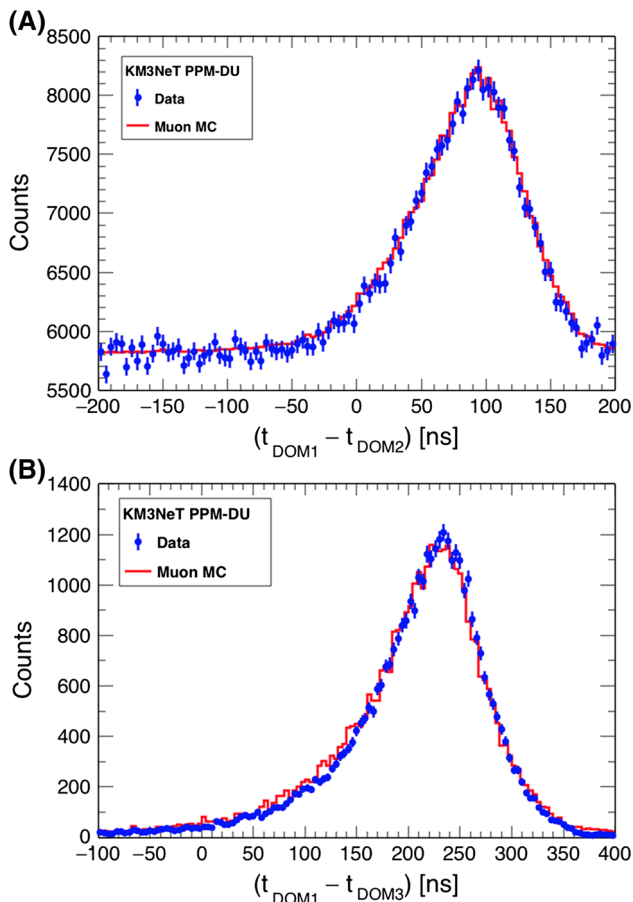 (A)
8500
8000
7500
7000
6500
6000
5500
Counts
KM3NeT PPM-DU
Data
Muon MC
−200 −150 −100 −50 0 50 100 150 200
(t DOM1 − t DOM2) [ns]
(B)
1400
1200
1000
800
600
400
200
0
Counts
KM3NeT PPM-DU
Data
Muon MC
−100 −50 0 50 100 150 200 250 300 350 400
(t DOM1 − t DOM3) [ns]